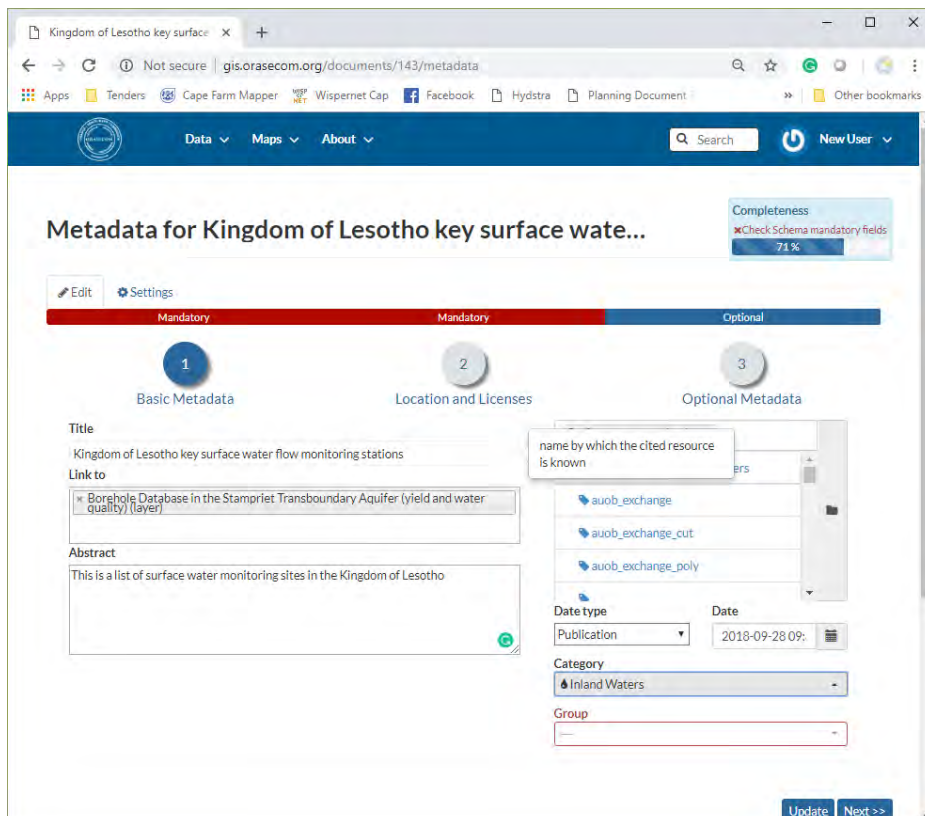 Kingdom of Lesotho key surface
Not secure | gis.orasecom.org/documents/143/metadata
Apps Tenders Cape Farm Mapper Wispernet Cap Facebook Hydstra Planning Document » Other bookmarks
Data Maps About Search New User
Metadata for Kingdom of Lesotho key surface wate...
Completeness
✖Check Schema mandatory fields
71%
Edit Settings
Mandatory Mandatory Optional
1 2 3
Basic Metadata Location and Licenses Optional Metadata
Title
Kingdom of Lesotho key surface water flow monitoring stations
Link to
× Borehole Database in the Stampriet Transboundary Aquifer (yield and water
quality) (layer)
Abstract
This is a list of surface water monitoring sites in the Kingdom of Lesotho
name by which the cited resource
is known
ers
auob_exchange
auob_exchange_cut
auob_exchange_poly
Date type Date
Publication 2018-09-28 09:
Category
Inland Waters
Group
---
Update Next >>